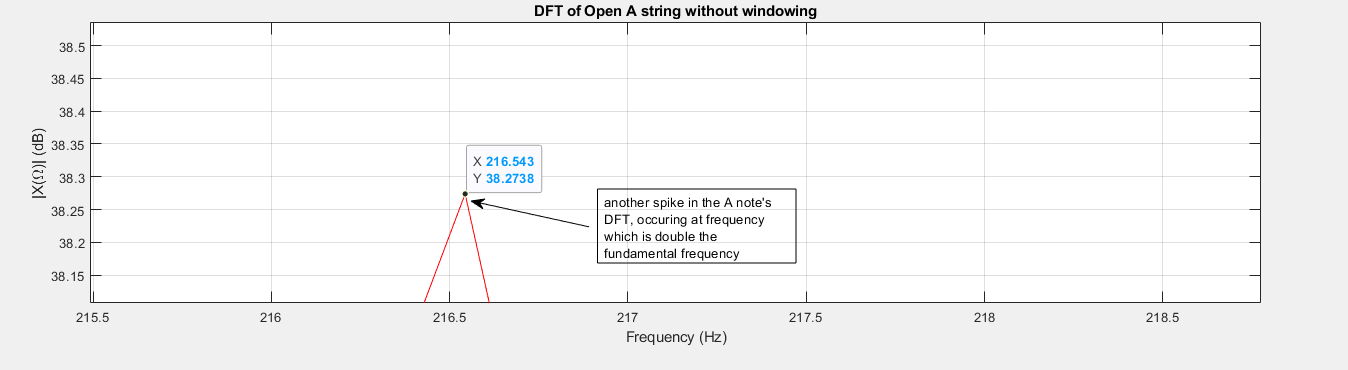 DFT of Open A string without windowing
38.5
38.45
38.4
38.35
38.3
38.25
38.2
38.15
|X(Ω)| (dB)
X 216.543
Y 38.2738
another spike in the A note's
DFT, occuring at frequency
which is double the
fundamental frequency
215.5 216 216.5 217 217.5 218 218.5
Frequency (Hz)